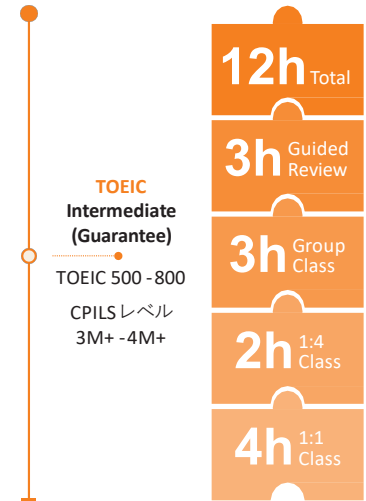 TOEIC
Intermediate
(Guarantee)
TOEIC 500 - 800
CPILSレベル
3M+ - 4M+
12h Total
3h Guided
Review
3h Group
Class
2h 1:4
Class
4h 1:1
Class